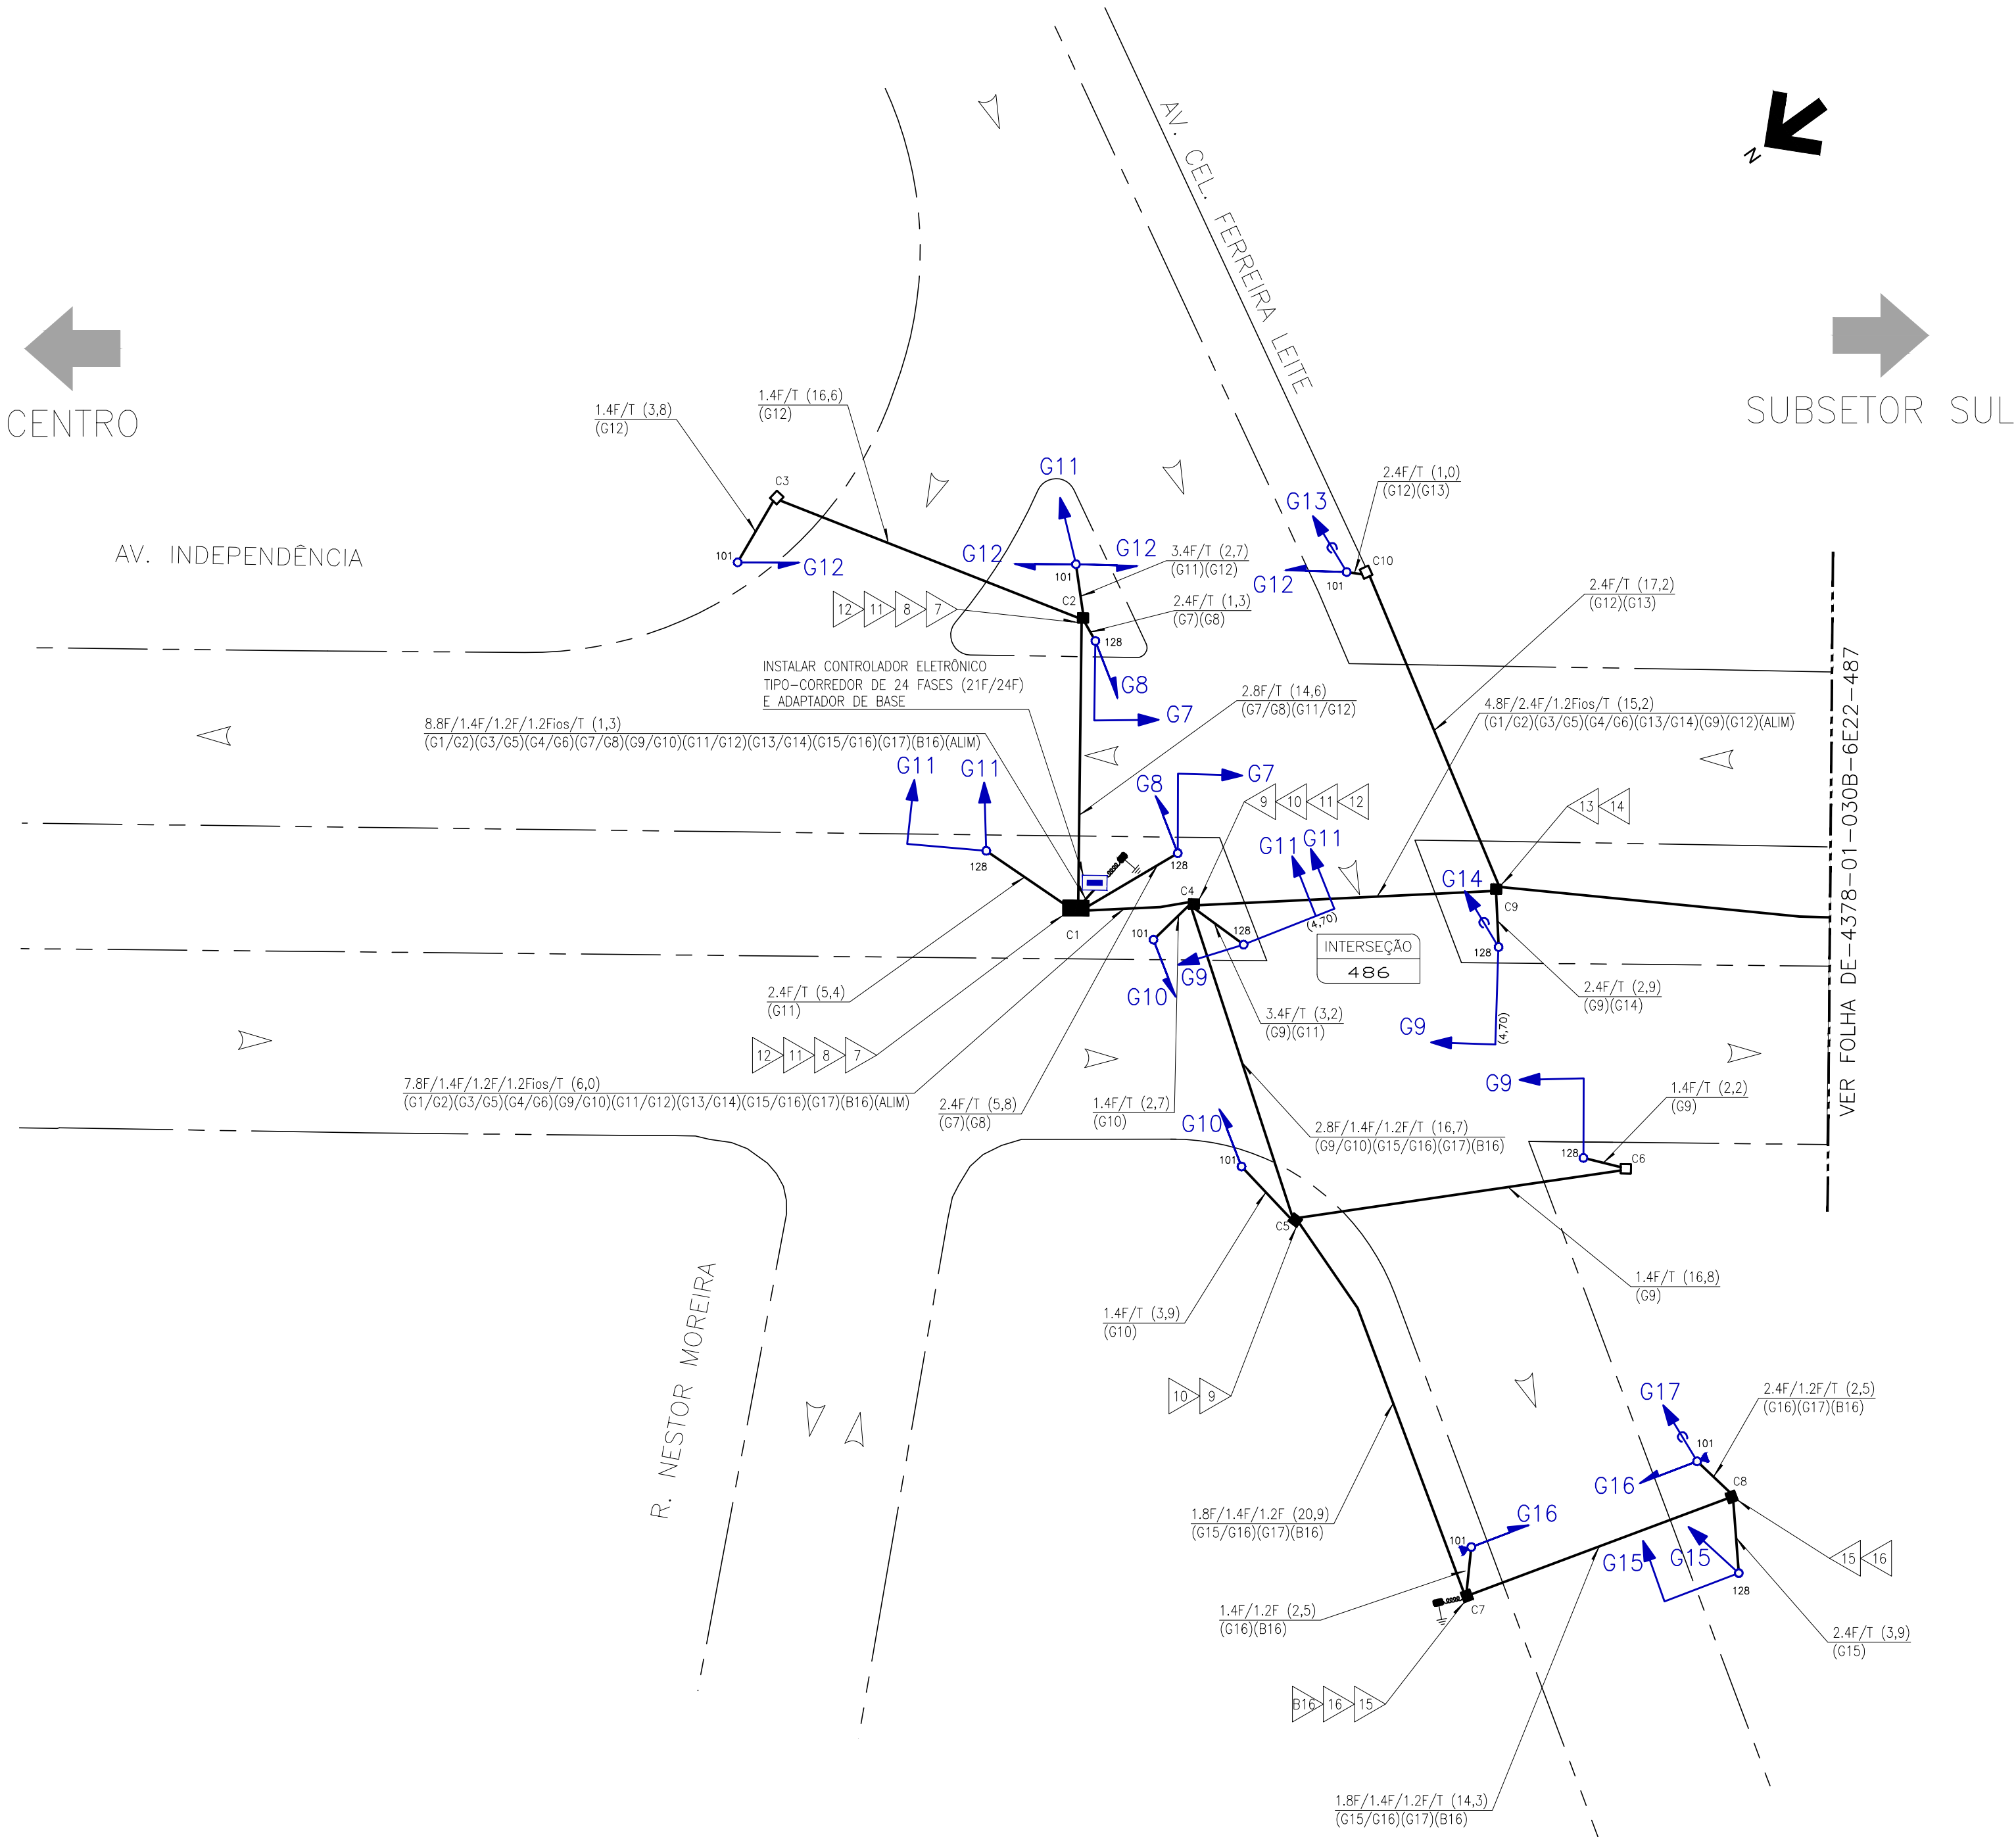 AV. CEL. FERREIRA LEITE
N
CENTRO
SUBSETOR SUL
AV. INDEPENDÊNCIA
1.4F/T (3,8)
(G12)
1.4F/T (16,6)
(G12)
C3
101
G12
G11
G12
G12
101
C2
3.4F/T (2,7)
(G11)(G12)
2.4F/T (1,3)
(G7)(G8)
12
11
8
7
128
G8
G7
G13
G12
101
C10
2.4F/T (1,0)
(G12)(G13)
2.4F/T (17,2)
(G12)(G13)
INSTALAR CONTROLADOR ELETRÔNICO
TIPO-CORREDOR DE 24 FASES (21F/24F)
E ADAPTADOR DE BASE
8.8F/1.4F/1.2F/1.2Fios/T (1,3)
(G1/G2)(G3/G5)(G4/G6)(G7/G8)(G9/G10)(G11/G12)(G13/G14)(G15/G16)(G17)(B16)(ALIM)
2.8F/T (14,6)
(G7/G8)(G11/G12)
4.8F/2.4F/1.2Fios/T (15,2)
(G1/G2)(G3/G5)(G4/G6)(G13/G14)(G9)(G12)(ALIM)
VER FOLHA DE-4378-01-030B-6E22-487
G11
G11
128
G8
G7
128
9
10
11
12
13
14
C1
C4
G11
G11
(4,70)
101
128
G9
G10
G14
C9
128
INTERSEÇÃO
486
2.4F/T (5,4)
(G11)
12
11
8
7
3.4F/T (3,2)
(G9)(G11)
2.4F/T (2,9)
(G9)(G14)
G9
(4,70)
7.8F/1.4F/1.2F/1.2Fios/T (6,0)
(G1/G2)(G3/G5)(G4/G6)(G9/G10)(G11/G12)(G13/G14)(G15/G16)(G17)(B16)(ALIM)
2.4F/T (5,8)
(G7)(G8)
1.4F/T (2,7)
(G10)
G9
1.4F/T (2,2)
(G9)
128
C6
G10
101
2.8F/1.4F/1.2F/T (16,7)
(G9/G10)(G15/G16)(G17)(B16)
C5
1.4F/T (16,8)
(G9)
1.4F/T (3,9)
(G10)
R. NESTOR MOREIRA
10
9
G17
101
G16
2.4F/1.2F/T (2,5)
(G16)(G17)(B16)
C8
1.8F/1.4F/1.2F (20,9)
(G15/G16)(G17)(B16)
G16
101
G15
G15
128
15
16
1.4F/1.2F (2,5)
(G16)(B16)
C7
2.4F/T (3,9)
(G15)
B16
16
15
1.8F/1.4F/1.2F/T (14,3)
(G15/G16)(G17)(B16)